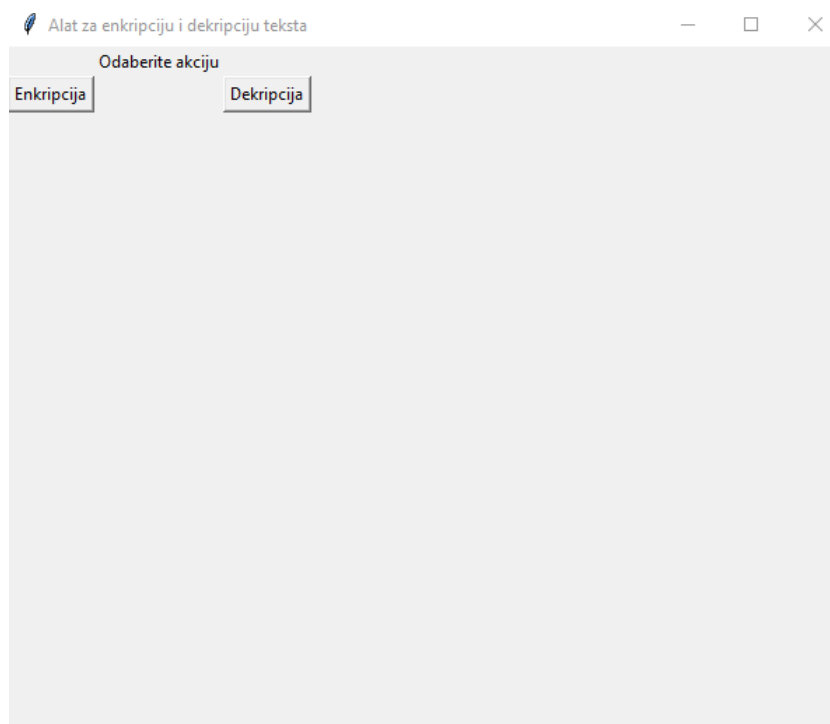 Alat za enkripciju i dekripciju teksta
Odaberite akciju
Enkripcija Dekripcija